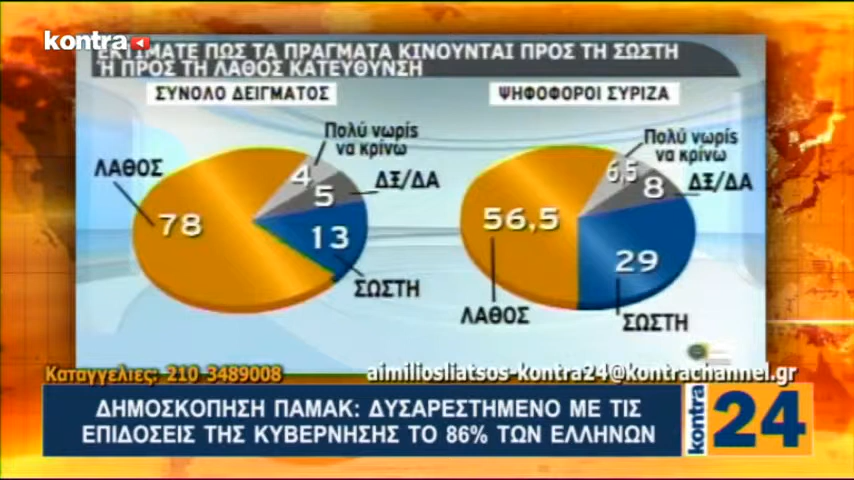 kontra
ΕΚΤΙΜΑΤΕ ΠΩΣ ΤΑ ΠΡΑΓΜΑΤΑ ΚΙΝΟΥΝΤΑΙ ΠΡΟΣ ΤΗ ΣΩΣΤΗ
Ή ΠΡΟΣ ΤΗ ΛΑΘΟΣ ΚΑΤΕΥΘΥΝΣΗ
ΣΥΝΟΛΟ ΔΕΙΓΜΑΤΟΣ
ΛΑΘΟΣ
78
Πολύ νωρίς
να κρίνω
4
ΔΞ/ΔΑ
5
13
ΣΩΣΤΗ
ΨΗΦΟΦΟΡΟΙ ΣΥΡΙΖΑ
Πολύ νωρίς
να κρίνω
6,5
ΔΞ/ΔΑ
8
56,5
29
ΛΑΘΟΣ
ΣΩΣΤΗ
Καταγγελιες: 210 3489008
aimiliosliatsos-kontra24@kontrachannel.gr
ΔΗΜΟΣΚΟΠΗΣΗ ΠΑΜΑΚ: ΔΥΣΑΡΕΣΤΗΜΕΝΟ ΜΕ ΤΙΣ
ΕΠΙΔΟΣΕΙΣ ΤΗΣ ΚΥΒΕΡΝΗΣΗΣ ΤΟ 86% ΤΩΝ ΕΛΛΗΝΩΝ
kontra
24